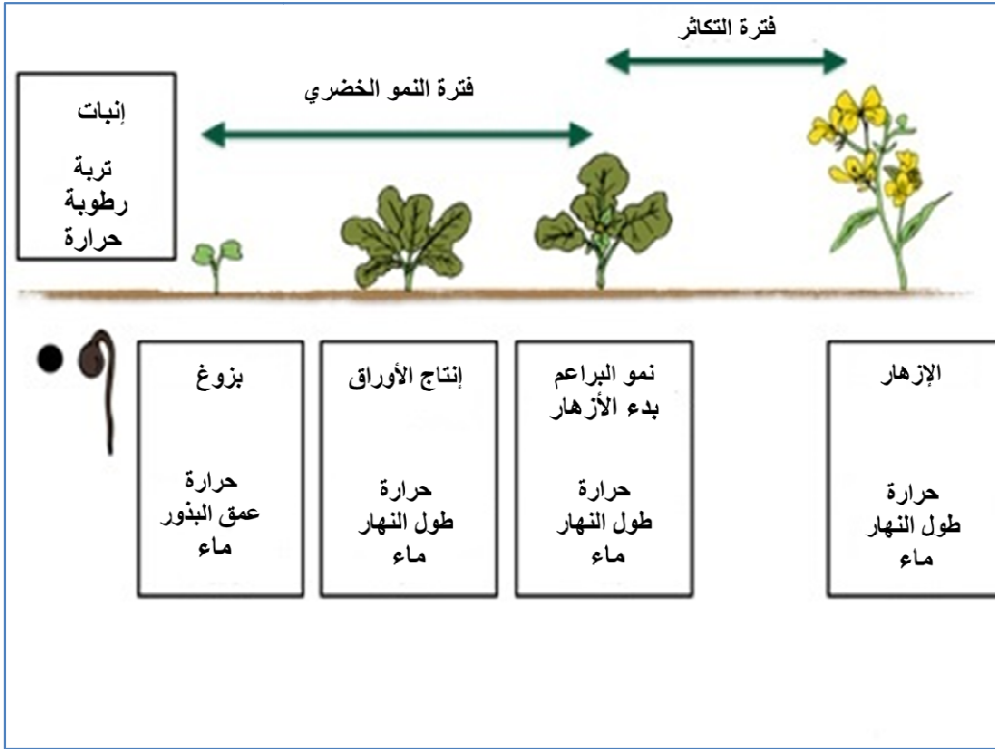 فترة التكاثر
فترة النمو الخضري
إنبات
تربة
رطوبة
حرارة
بزوغ
حرارة
عمق البذور
ماء
إنتاج الأوراق
حرارة
طول النهار
ماء
نمو البراعم
بدء الأزهار
حرارة
طول النهار
ماء
الإزهار
حرارة
طول النهار
ماء